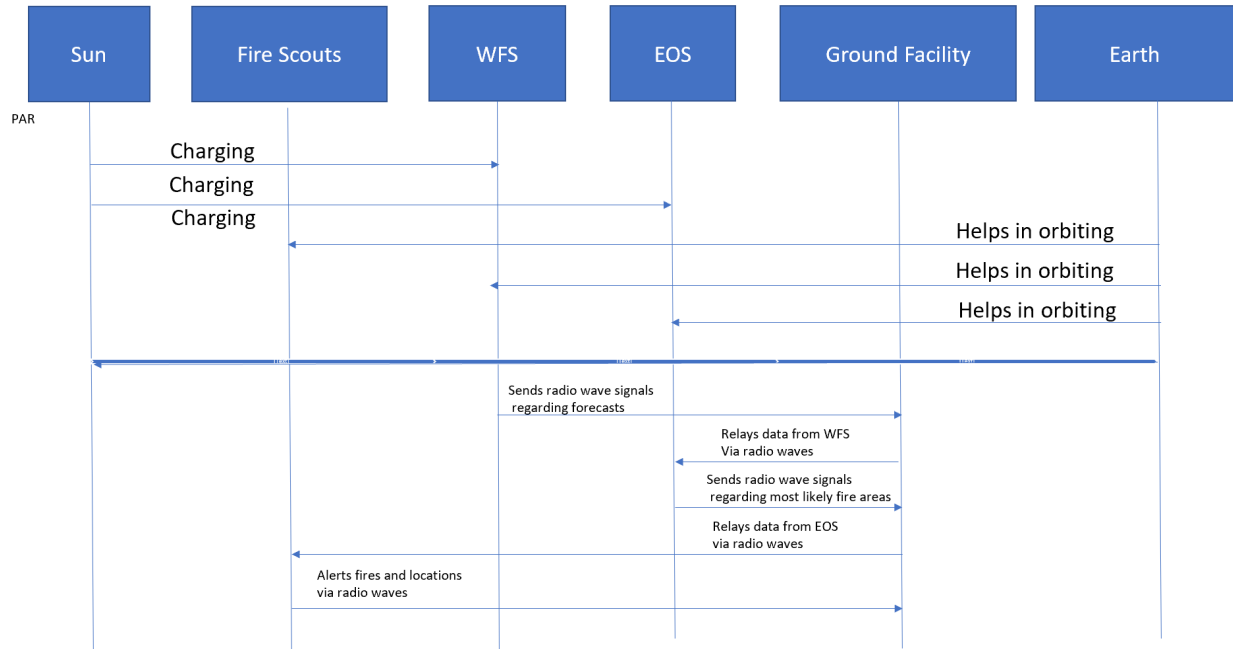 Sun
Fire Scouts
WFS
EOS
Ground Facility
Earth
PAR
Charging
Charging
Charging
Helps in orbiting
Helps in orbiting
Helps in orbiting
Sends radio wave signals
regarding forecasts
Relays data from WFS
Via radio waves
Sends radio wave signals
regarding most likely fire areas
Relays data from EOS
via radio waves
Alerts fires and locations
via radio waves